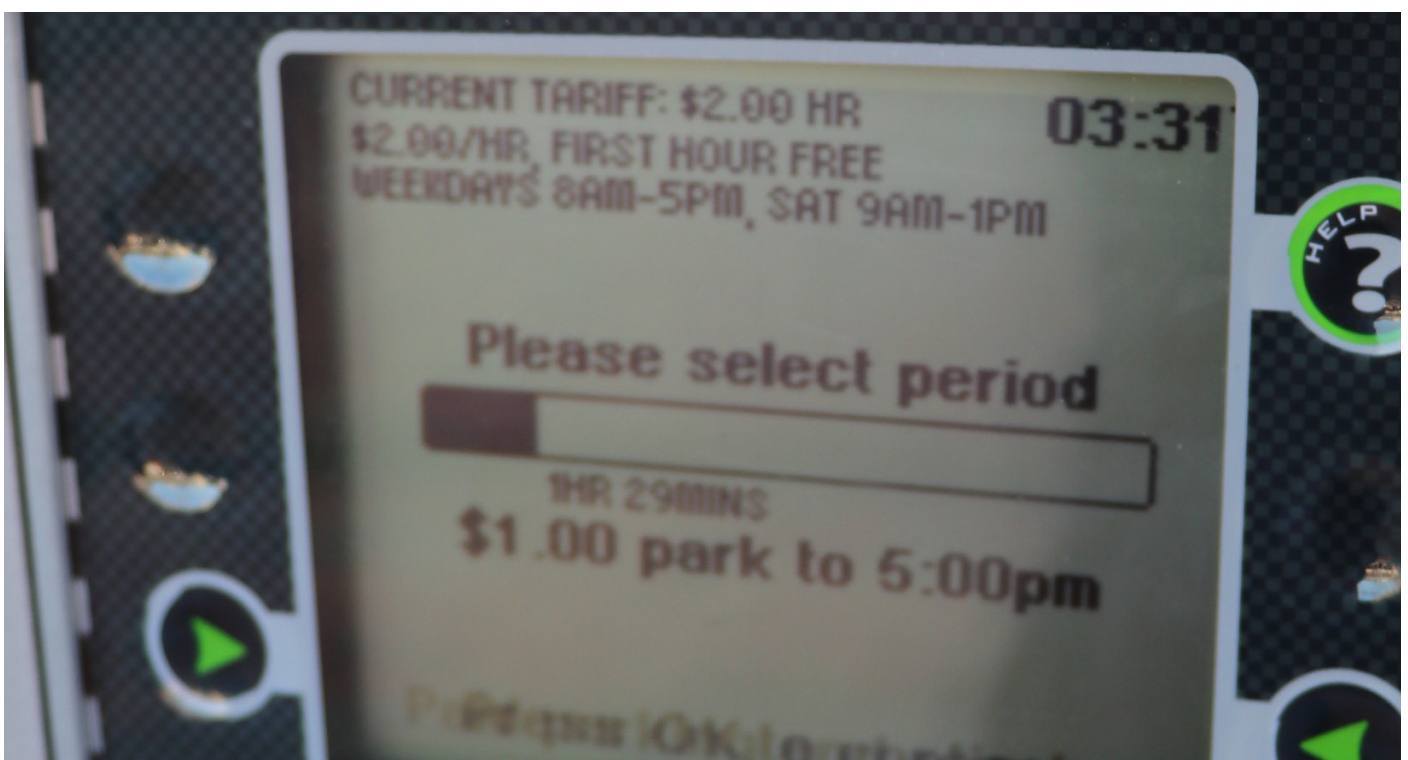 CURRENT TARIFF: $2.00 HR
03:31
$2.00/HR, FIRST HOUR FREE
WEEKDAYS 8AM-5PM, SAT 9AM-1PM
HELP
?
Please select period
1HR 29MINS
$1.00 park to 5:00pm